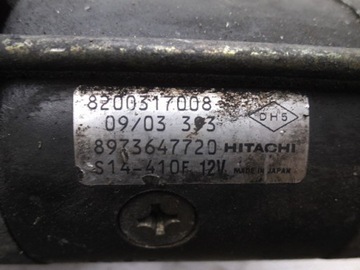 8200317008
DHS
09/03 393
8973647720 HITACHI
S14-410F 12V MADE IN JAPAN